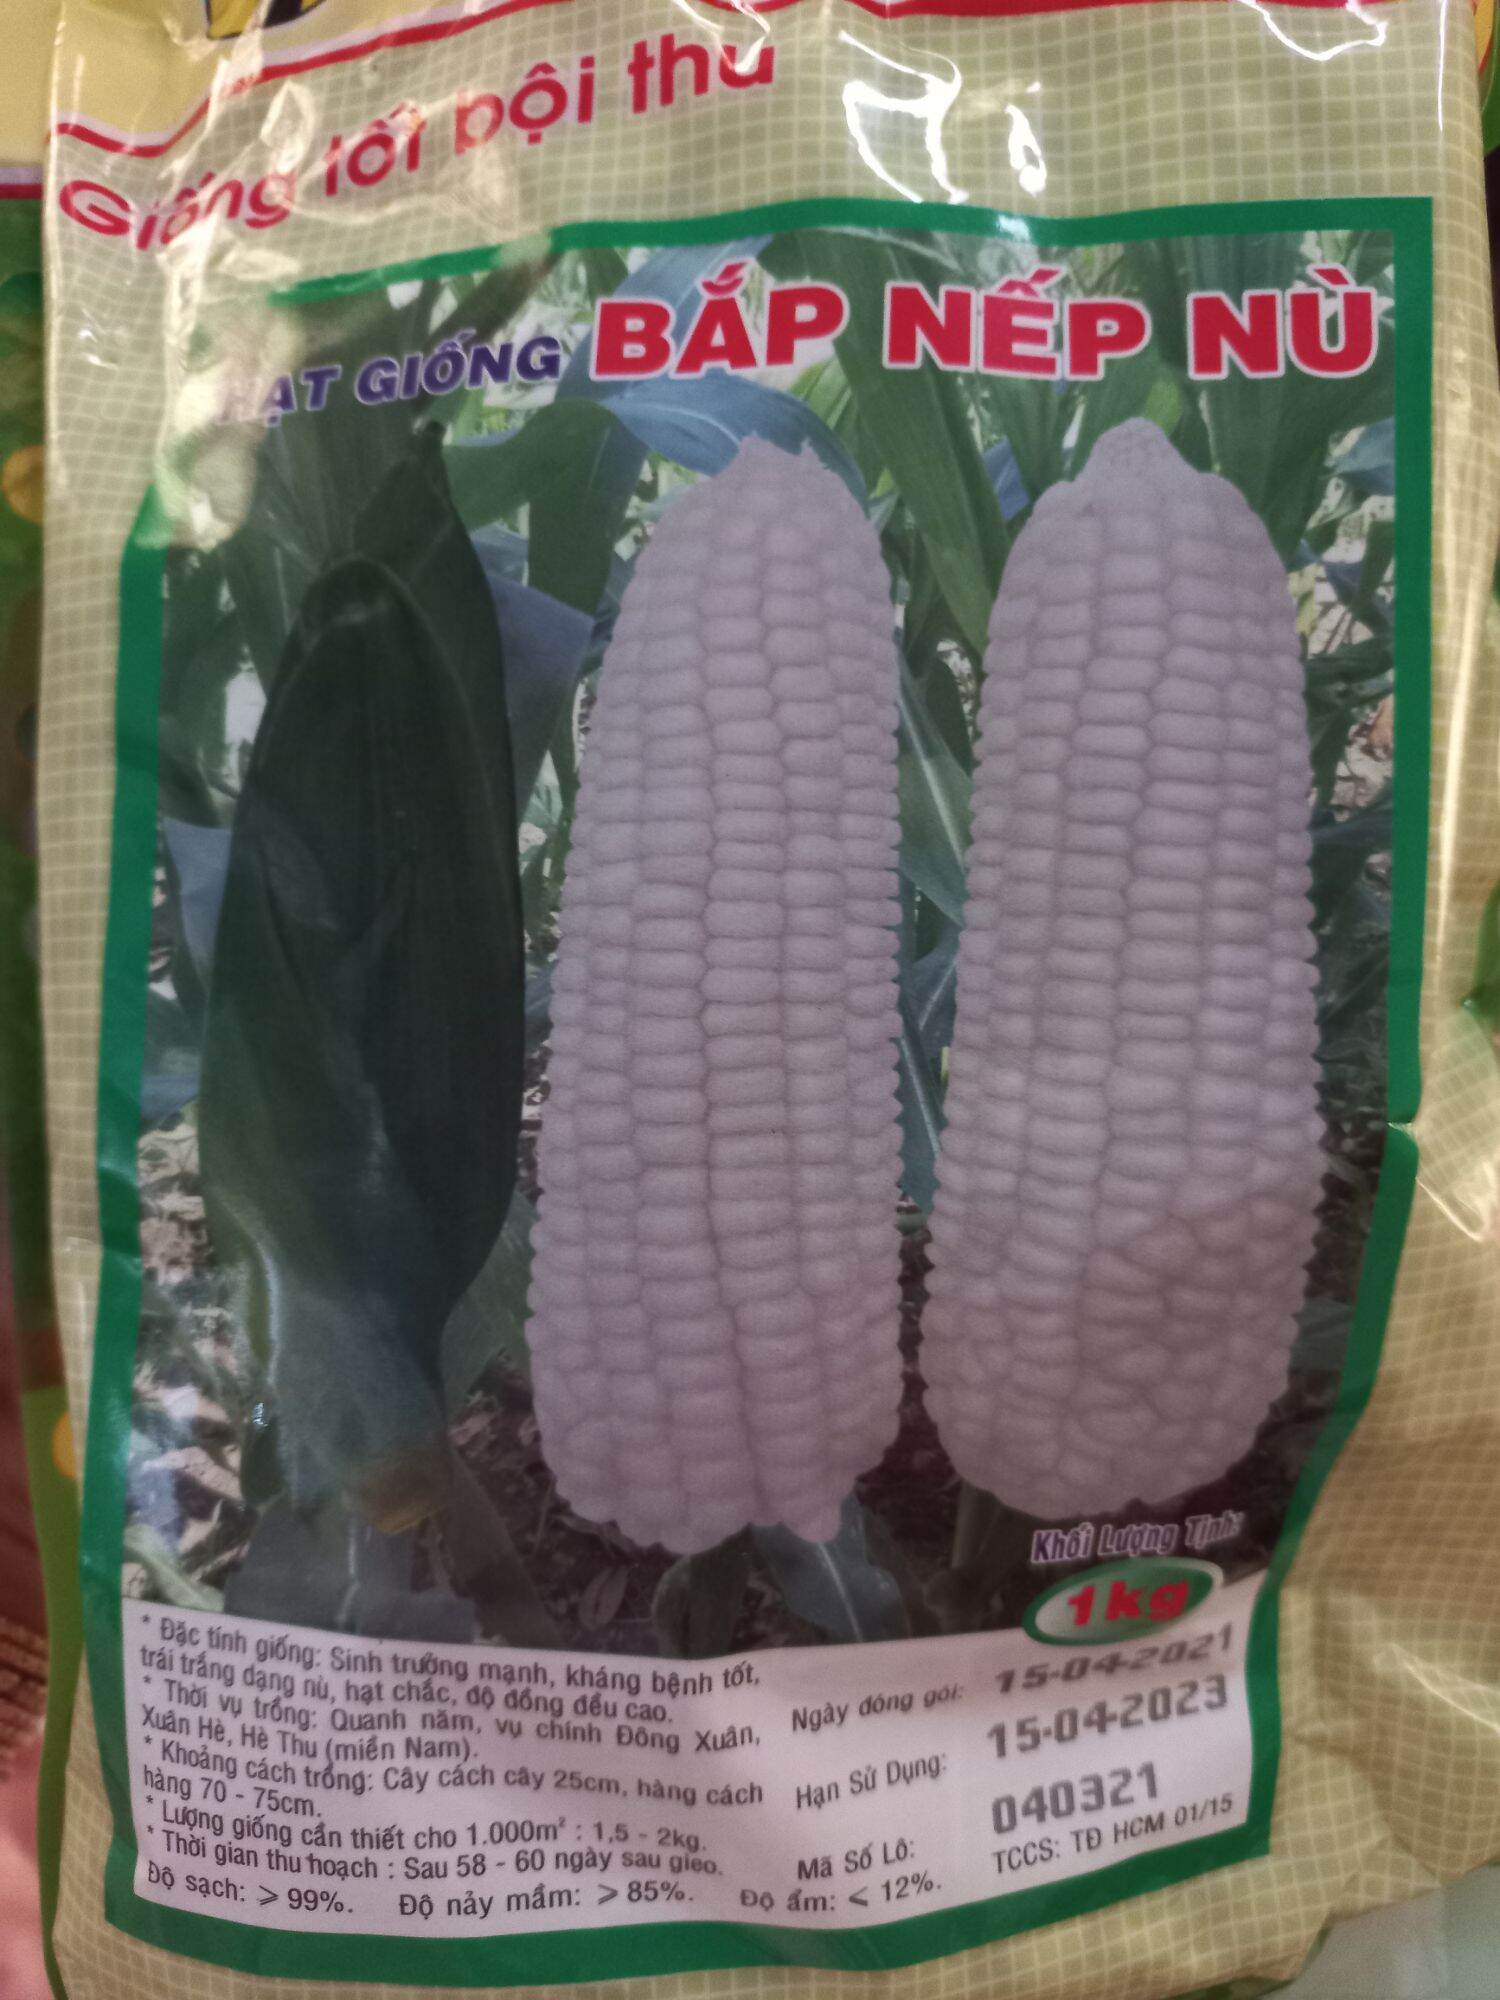 Giống tốt bội thu
HẠT GIỐNG BẮP NẾP NÙ
Khối Lượng Tịnh:
1kg
* Đặc tính giống: Sinh trưởng mạnh, kháng bệnh tốt,
trái trắng dạng nù, hạt chắc, độ đồng đều cao.
* Thời vụ trồng: Quanh năm, vụ chính Đông Xuân,
Xuân Hè, Hè Thu (miền Nam).
* Khoảng cách trồng: Cây cách cây 25cm, hàng cách
hàng 70 - 75cm.
* Lượng giống cần thiết cho 1.000m² : 1,5 - 2kg.
* Thời gian thu hoạch : Sau 58 - 60 ngày sau gieo.
Độ sạch: ⩾ 99%. Độ nảy mầm: ⩾ 85%. Độ ẩm: < 12%.
Ngày đóng gói: 15-04-2021
Hạn Sử Dụng: 15-04-2023
Mã Số Lô: 040321
TCCS: TĐ HCM 01/15